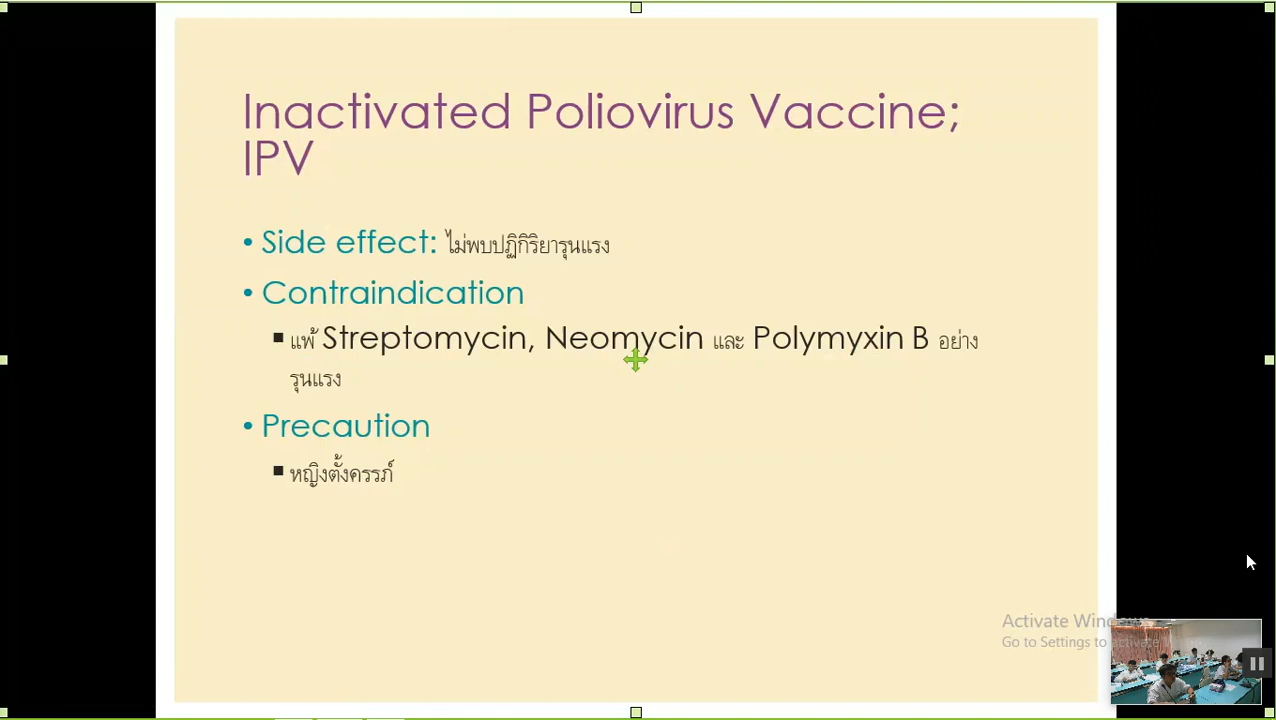 Inactivated Poliovirus Vaccine;
IPV
• Side effect: ไม่พบปฏิกิริยารุนแรง
• Contraindication
▪ แพ้ Streptomycin, Neomycin และ Polymyxin B อย่าง
รุนแรง
• Precaution
▪ หญิงตั้งครรภ์
Activate Windows
Go to Settings to activate